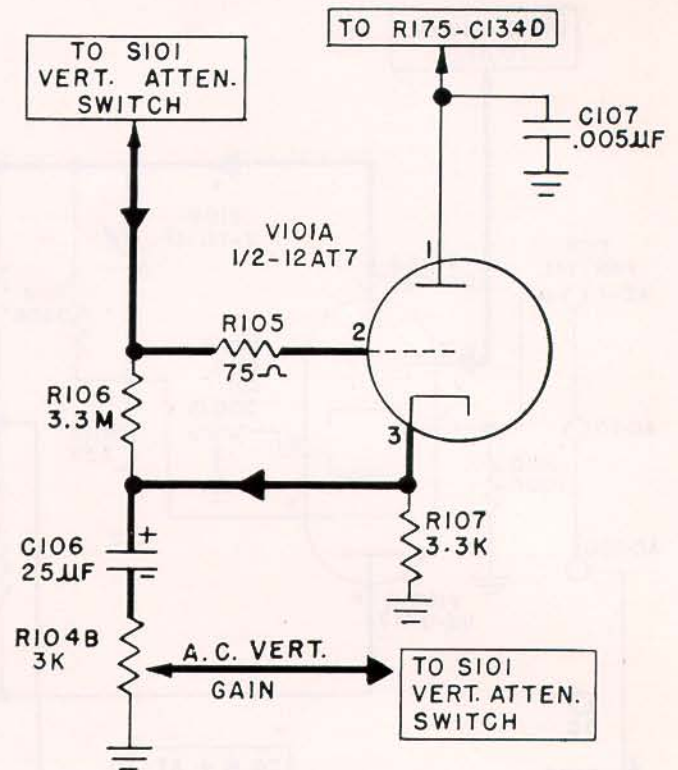 TO S101
VERT. ATTEN.
SWITCH
TO R175-C134D
C107
.005µF
V101A
1/2-12AT7
1
R105
2
75Ω
R106
3.3M
3
C106
25µF
+
−
R107
3.3K
R104B
3K
A.C. VERT.
GAIN
TO S101
VERT. ATTEN.
SWITCH